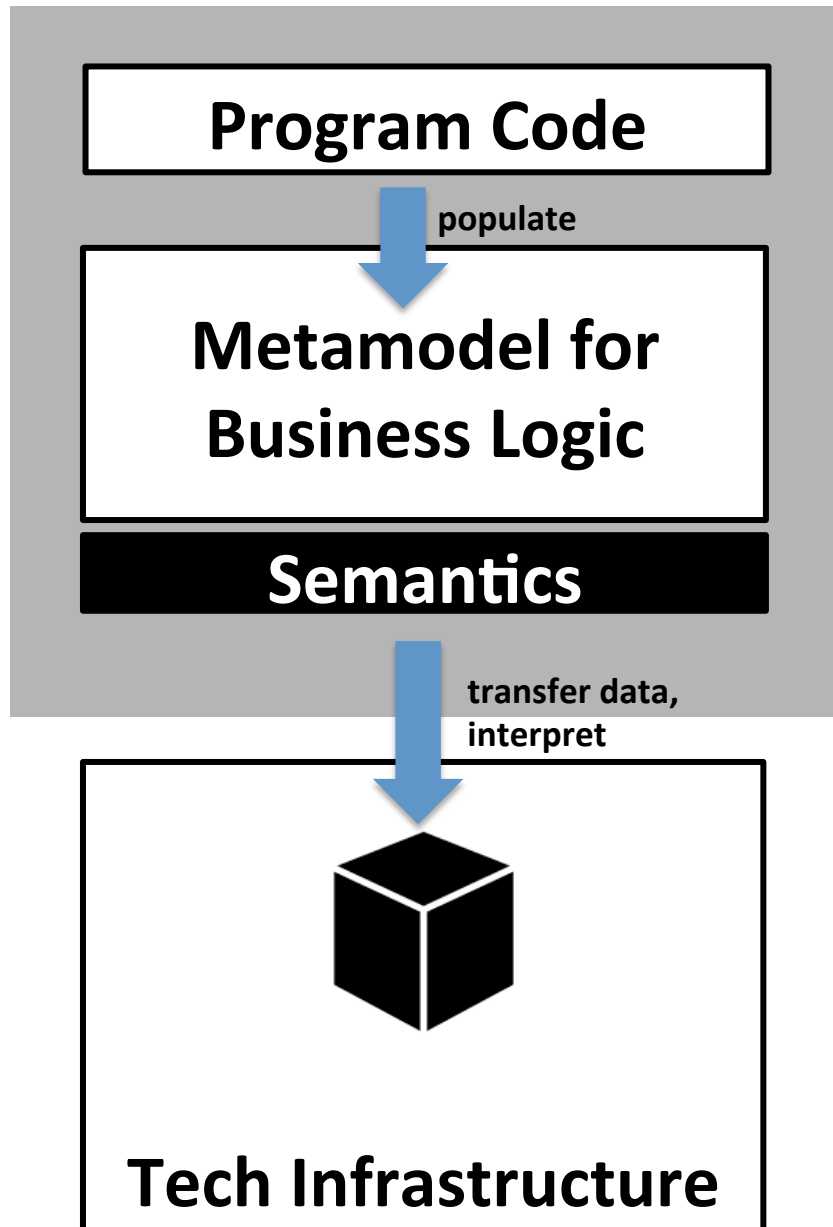 Program Code
populate
Metamodel for
Business Logic
Semantics
transfer data,
interpret
Tech Infrastructure